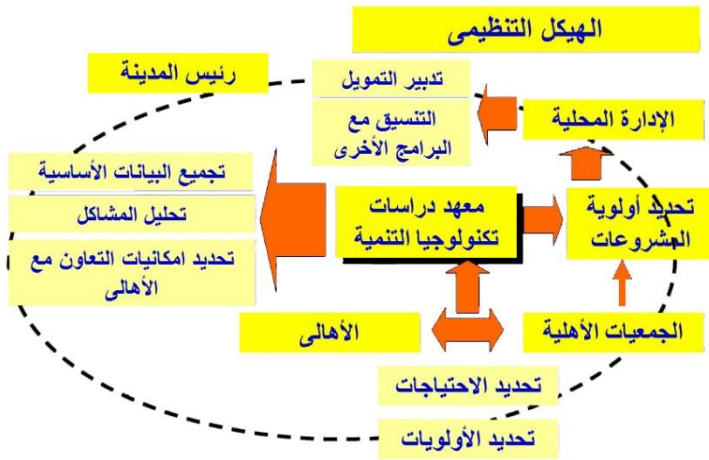 الهيكل التنظيمى
رئيس المدينة
تدبير التمويل
الإدارة المحلية
التنسيق مع
البرامج الأخرى
تجميع البيانات الأساسية
تحليل المشاكل
تحديد امكانيات التعاون مع
الأهالى
معهد دراسات
تكنولوجيا التنمية
تحديد أولوية
المشروعات
الأهالى
الجمعيات الأهلية
تحديد الاحتياجات
تحديد الأولويات